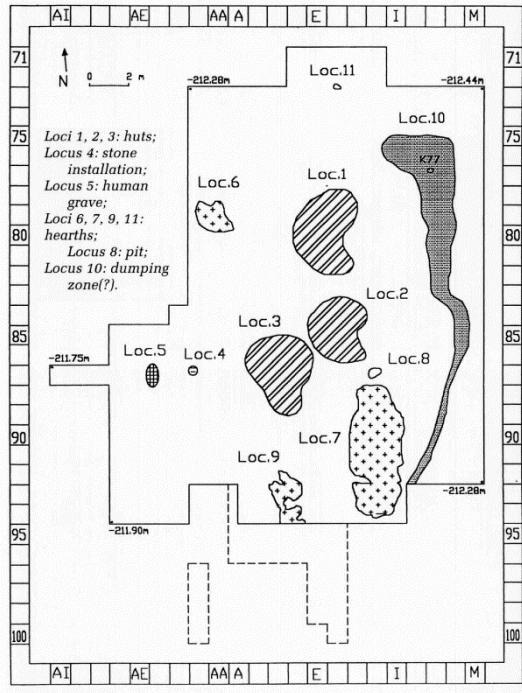 AI AE AA A E I M
71
75
80
85
90
95
100
71
75
80
85
90
95
100
N
0 2 m
-212.28m
Loc.11
-212.44m
Loc.10
K77
Loci 1, 2, 3: huts;
Locus 4: stone
installation;
Locus 5: human
grave;
Loci 6, 7, 9, 11:
hearths;
Locus 8: pit;
Locus 10: dumping
zone(?).
Loc.6
Loc.1
Loc.2
Loc.3
-211.75m
Loc.5
Loc.4
Loc.8
Loc.7
Loc.9
-212.28m
-211.90m
AI AE AA A E I M